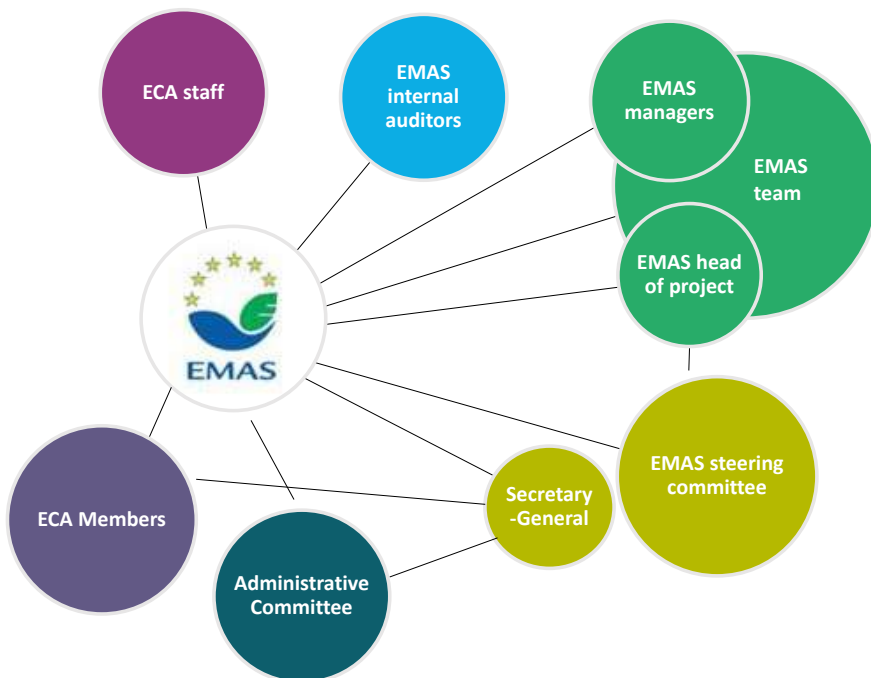 ECA staff
EMAS
internal
auditors
EMAS
managers
EMAS
team
EMAS head
of project
EMAS
EMAS steering
committee
Secretary
-General
ECA Members
Administrative
Committee